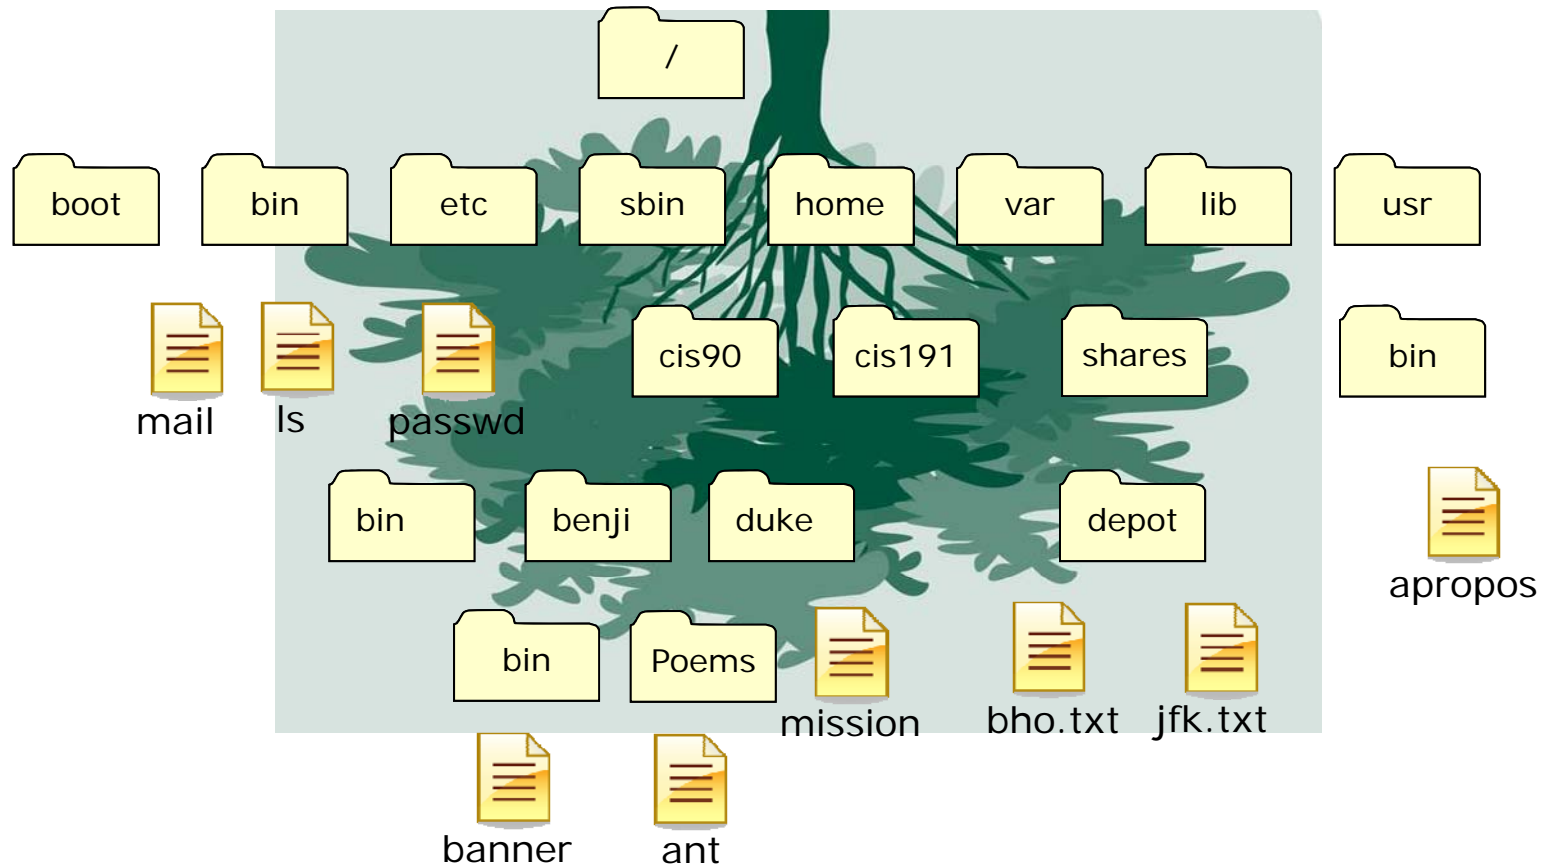 /
boot bin etc sbin home var lib usr
cis90 cis191 shares bin
mail ls passwd
bin benji duke depot
apropos
bin Poems
mission bho.txt jfk.txt
banner ant